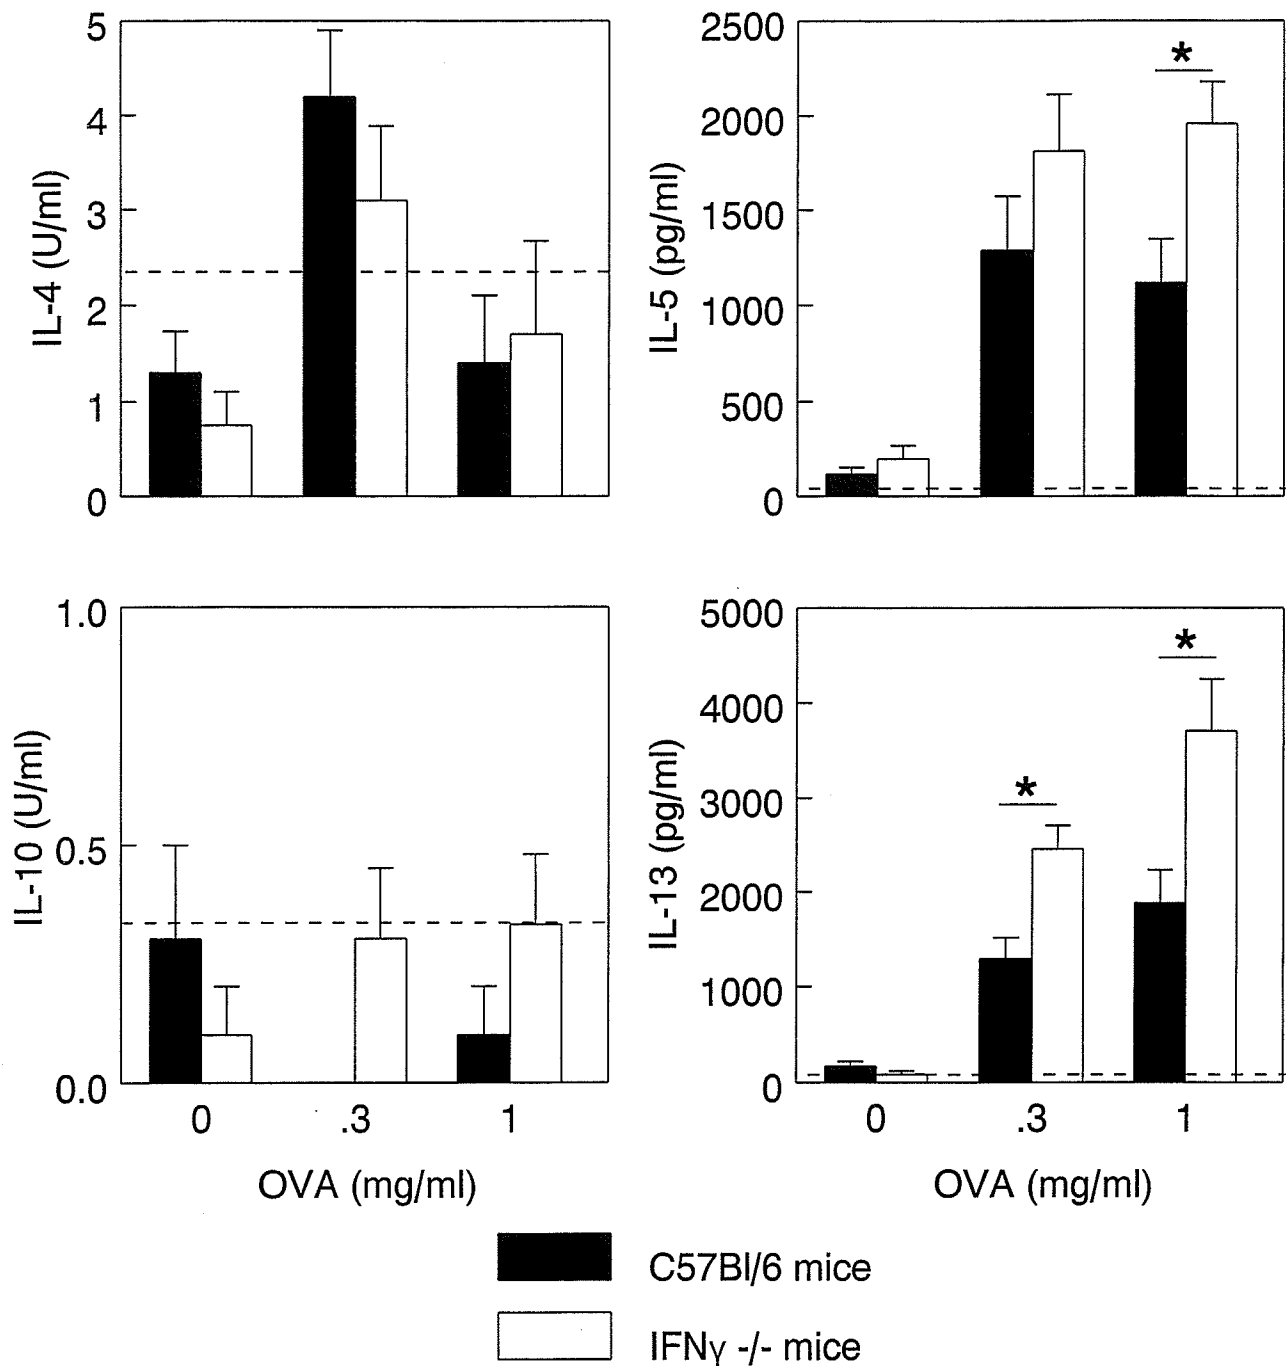 5
4
3
2
1
0
IL-4 (U/ml)
2500
2000
1500
1000
500
0
IL-5 (pg/ml)
*
1.0
0.5
0.0
IL-10 (U/ml)
0 .3 1
OVA (mg/ml)
5000
4000
3000
2000
1000
0
IL-13 (pg/ml)
*
*
0 .3 1
OVA (mg/ml)
C57Bl/6 mice
IFNγ -/- mice